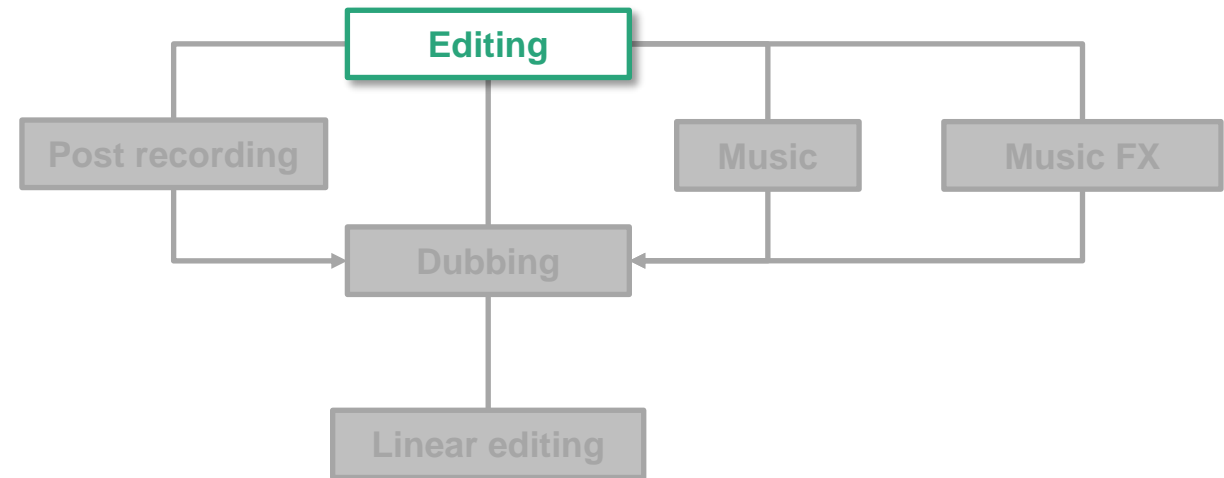 Editing
Post recording
Music
Music FX
Dubbing
Linear editing